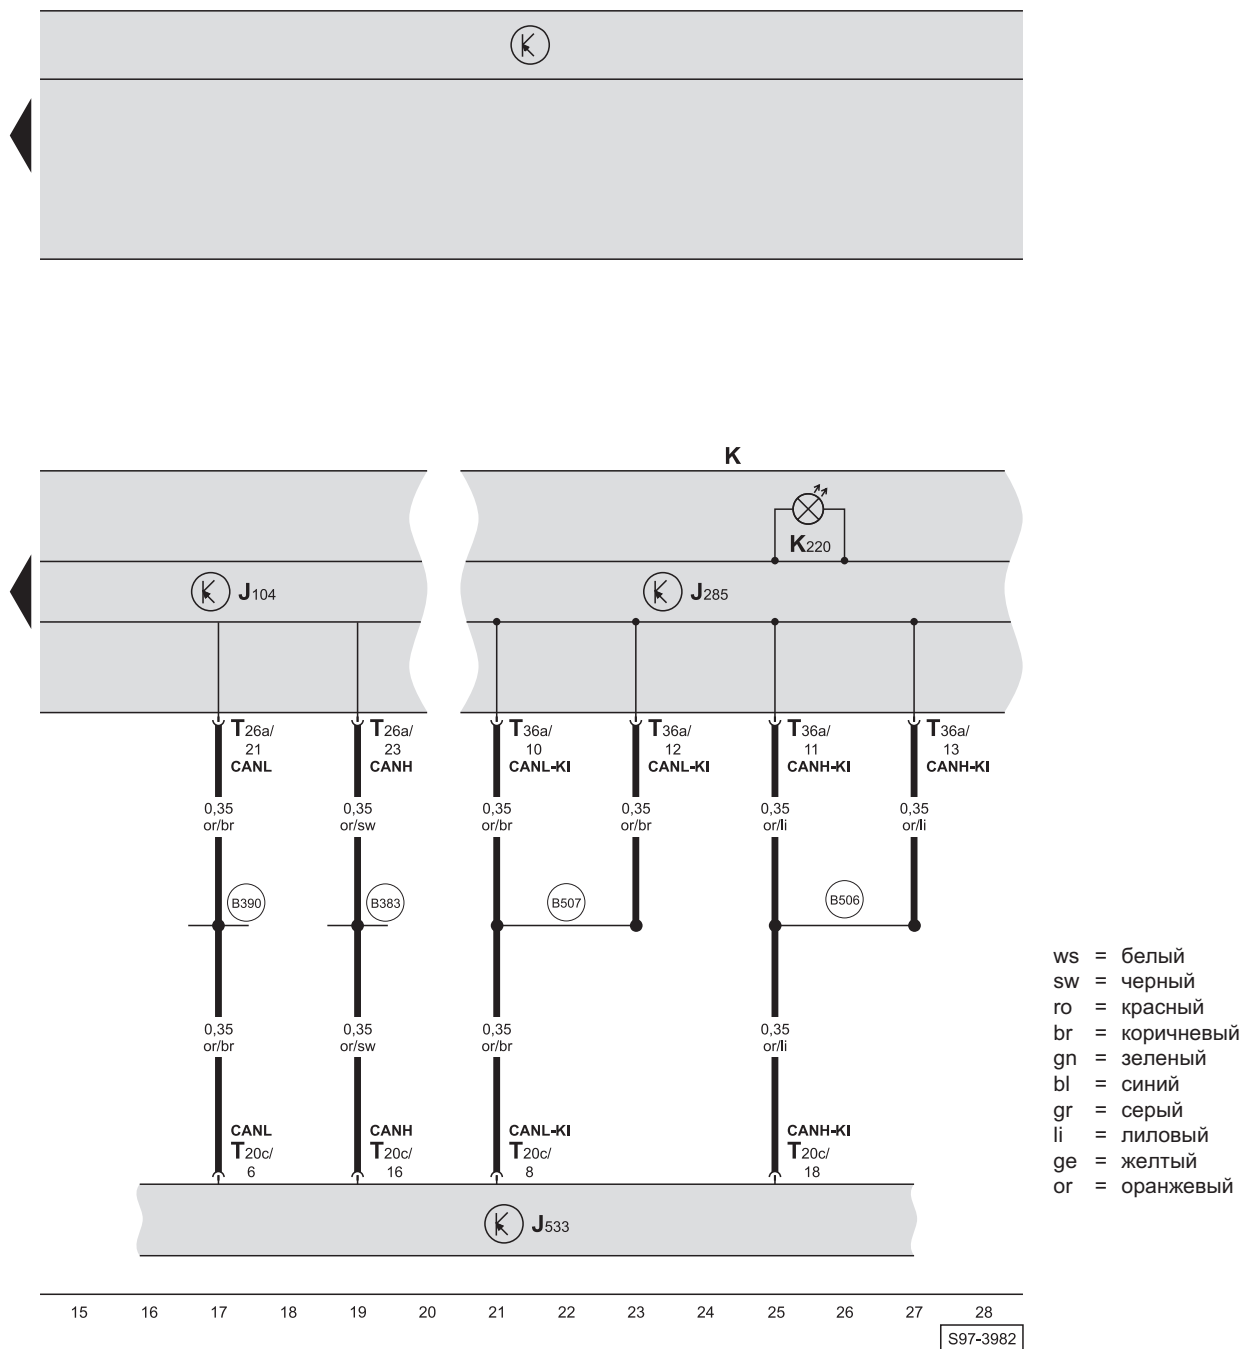 K
K220
J104
J285
T26a/ T26a/ T36a/ T36a/ T36a/ T36a/
21 23 10 12 11 13
CANL CANH CANL-KI CANL-KI CANH-KI CANH-KI
0,35 0,35 0,35 0,35 0,35 0,35
or/br or/sw or/br or/br or/li or/li
B390 B383 B507 B506
0,35 0,35 0,35 0,35
or/br or/sw or/br or/li
CANL CANH CANL-KI CANH-KI
T20c/ T20c/ T20c/ T20c/
6 16 8 18
J533
15 16 17 18 19 20 21 22 23 24 25 26 27 28
S97-3982
ws = белый
sw = черный
ro = красный
br = коричневый
gn = зеленый
bl = синий
gr = серый
li = лиловый
ge = желтый
or = оранжевый